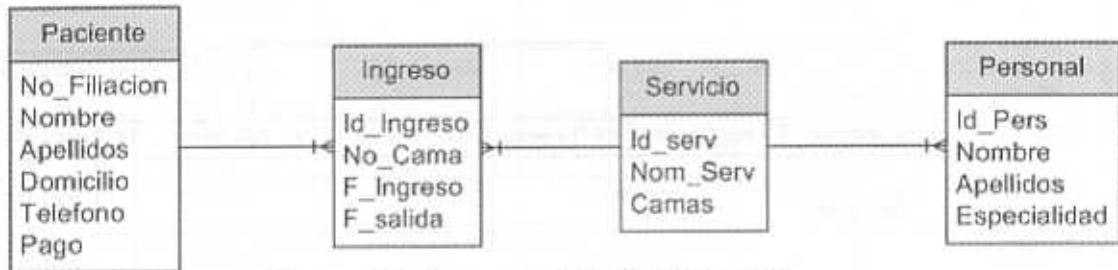 Paciente
No_Filiacion
Nombre
Apellidos
Domicilio
Telefono
Pago
Ingreso
Id_Ingreso
No_Cama
F_Ingreso
F_salida
Servicio
Id_serv
Nom_Serv
Camas
Personal
Id_Pers
Nombre
Apellidos
Especialidad